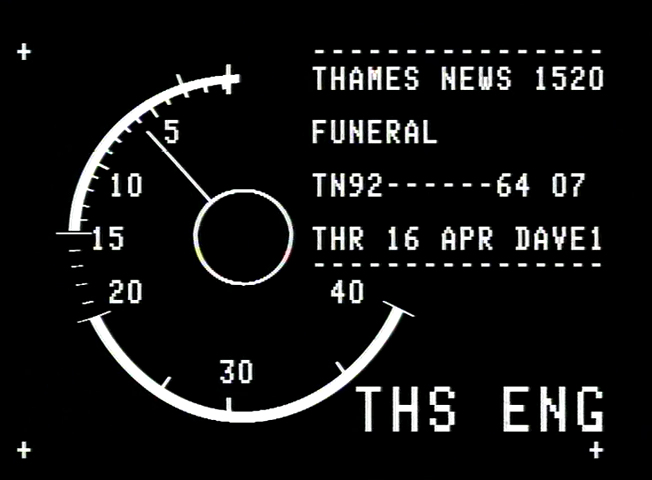 THAMES NEWS 1520
FUNERAL
TN92------64 07
THR 16 APR DAVE1
5
10
15
20
30
40
THS ENG